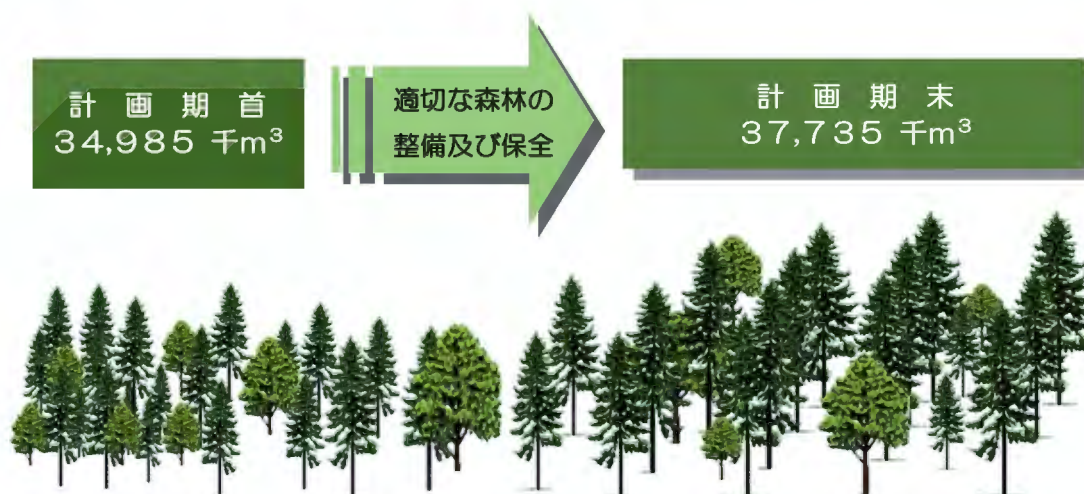 計画期首
34,985 千m³
適切な森林の
整備及び保全
計画期末
37,735 千m³